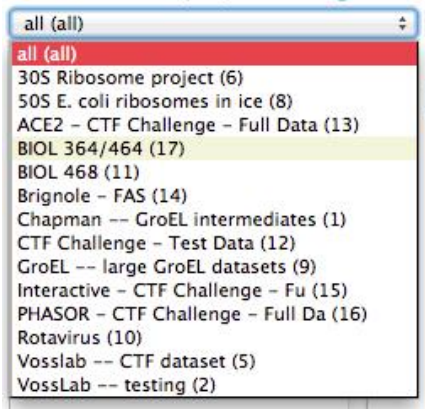 all (all)
all (all)
30S Ribosome project (6)
50S E. coli ribosomes in ice (8)
ACE2 - CTF Challenge - Full Data (13)
BIOL 364/464 (17)
BIOL 468 (11)
Brignole - FAS (14)
Chapman -- GroEL intermediates (1)
CTF Challenge - Test Data (12)
GroEL -- large GroEL datasets (9)
Interactive - CTF Challenge - Fu (15)
PHASOR - CTF Challenge - Full Da (16)
Rotavirus (10)
Vosslab -- CTF dataset (5)
VossLab -- testing (2)